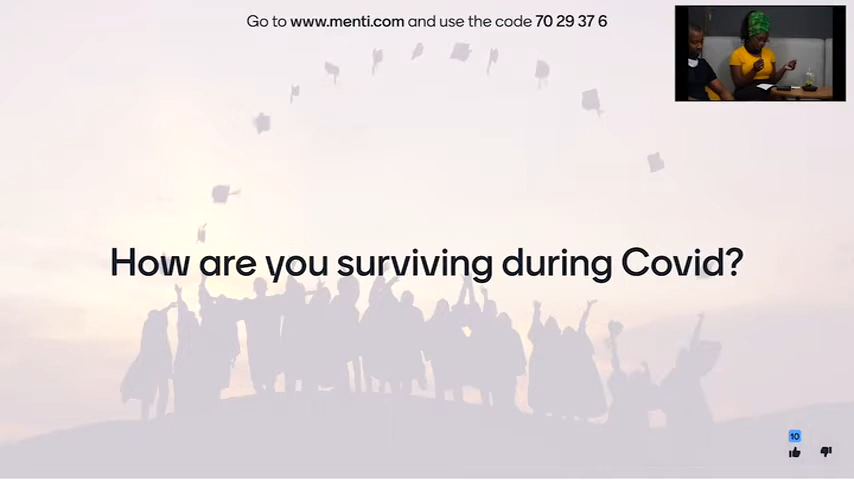 Go to www.menti.com and use the code 70 29 37 6
How are you surviving during Covid?
10